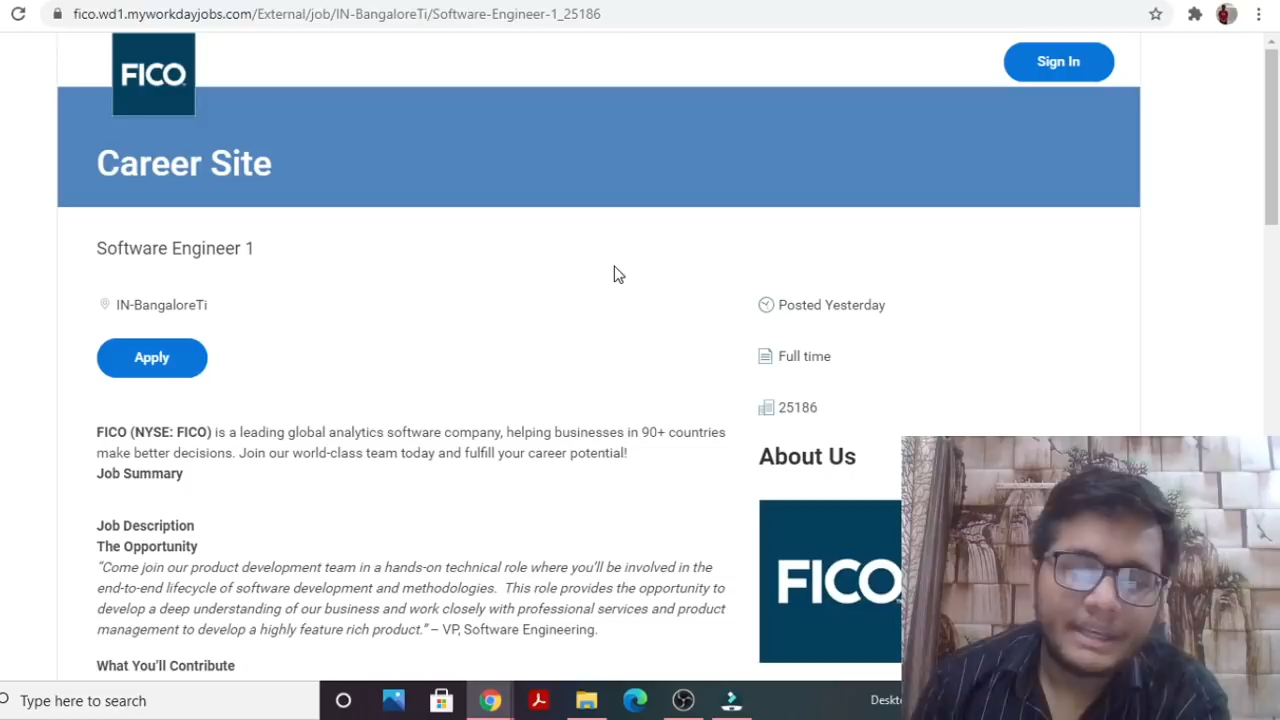 fico.wd1.myworkdayjobs.com/External/job/IN-BangaloreTi/Software-Engineer-1_25186
FICO
Sign In
Career Site
Software Engineer 1
IN-BangaloreTi
Posted Yesterday
Apply
Full time
25186
FICO (NYSE: FICO) is a leading global analytics software company, helping businesses in 90+ countries
make better decisions. Join our world-class team today and fulfill your career potential!
Job Summary
About Us
FICO
Job Description
The Opportunity
“Come join our product development team in a hands-on technical role where you’ll be involved in the
end-to-end lifecycle of software development and methodologies. This role provides the opportunity to
develop a deep understanding of our business and work closely with professional services and product
management to develop a highly feature rich product.” – VP, Software Engineering.
What You’ll Contribute
Type here to search
Deskto